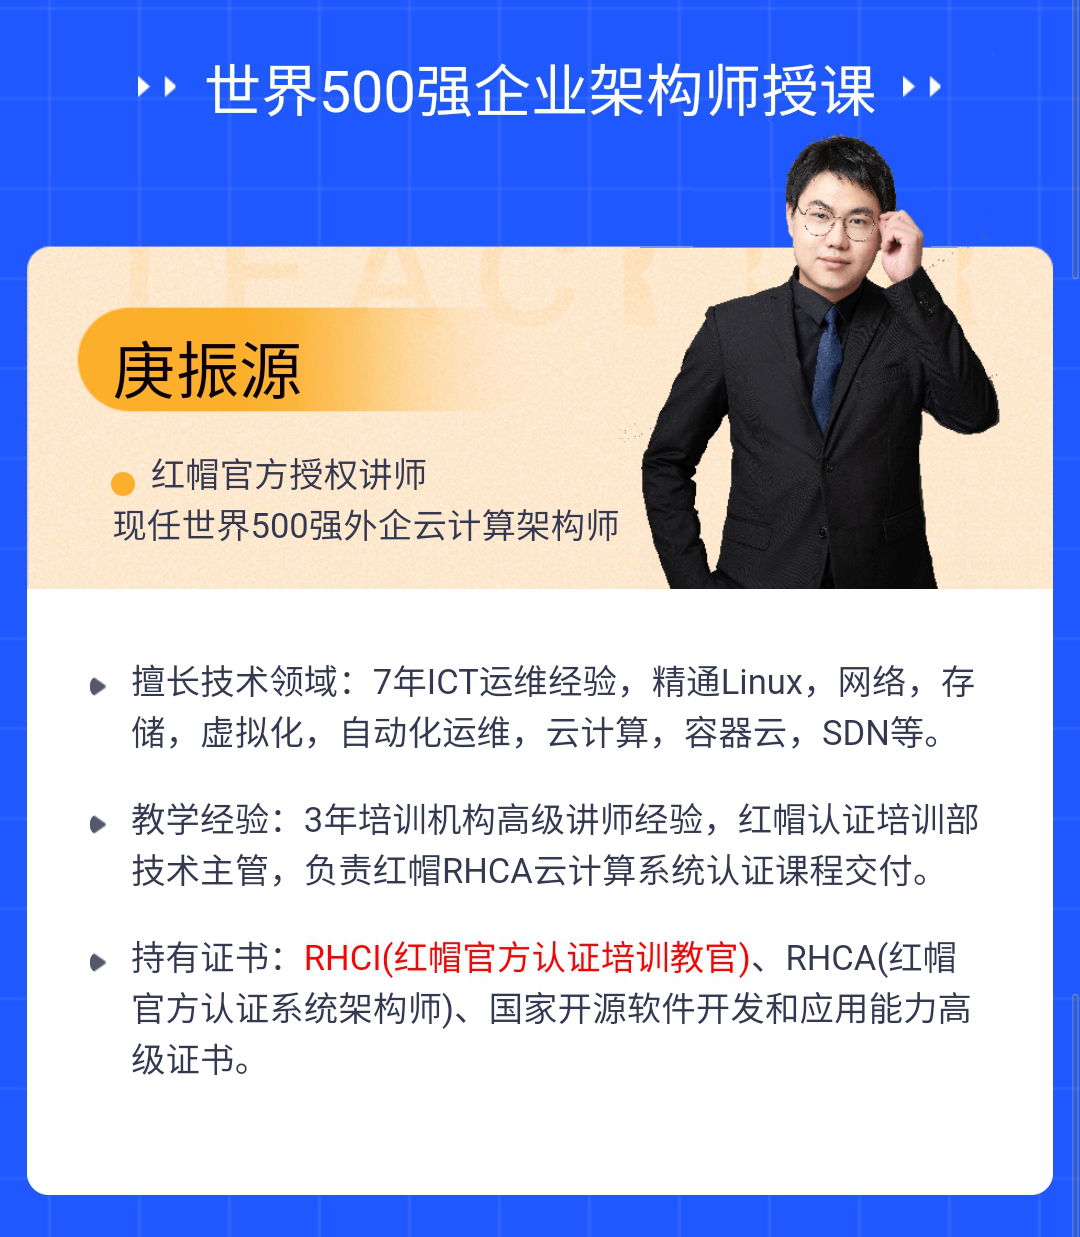 世界500强企业架构师授课
TEACHER
庚振源
红帽官方授权讲师
现任世界500强外企云计算架构师
擅长技术领域：7年ICT运维经验，精通Linux，网络，存
储，虚拟化，自动化运维，云计算，容器云，SDN等。
教学经验：3年培训机构高级讲师经验，红帽认证培训部
技术主管，负责红帽RHCA云计算系统认证课程交付。
持有证书：RHCI(红帽官方认证培训教官)、RHCA(红帽
官方认证系统架构师)、国家开源软件开发和应用能力高
级证书。